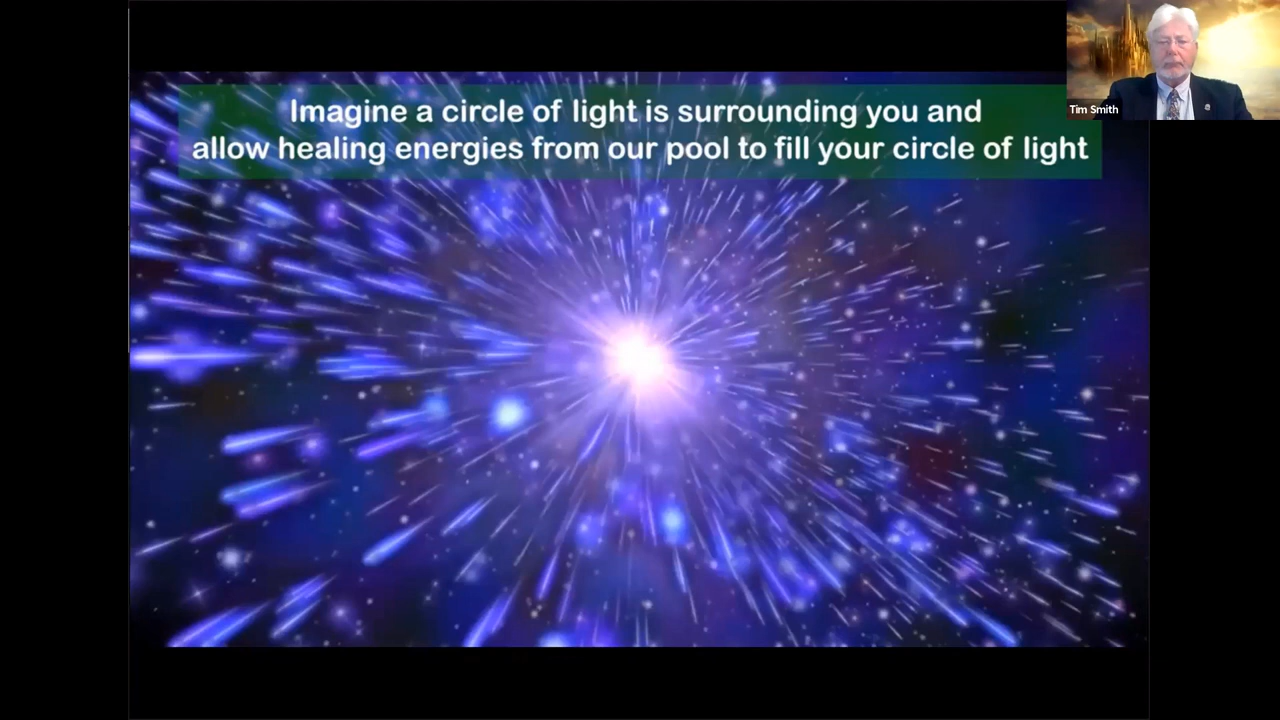 Imagine a circle of light is surrounding you and
allow healing energies from our pool to fill your circle of light
Tim Smith